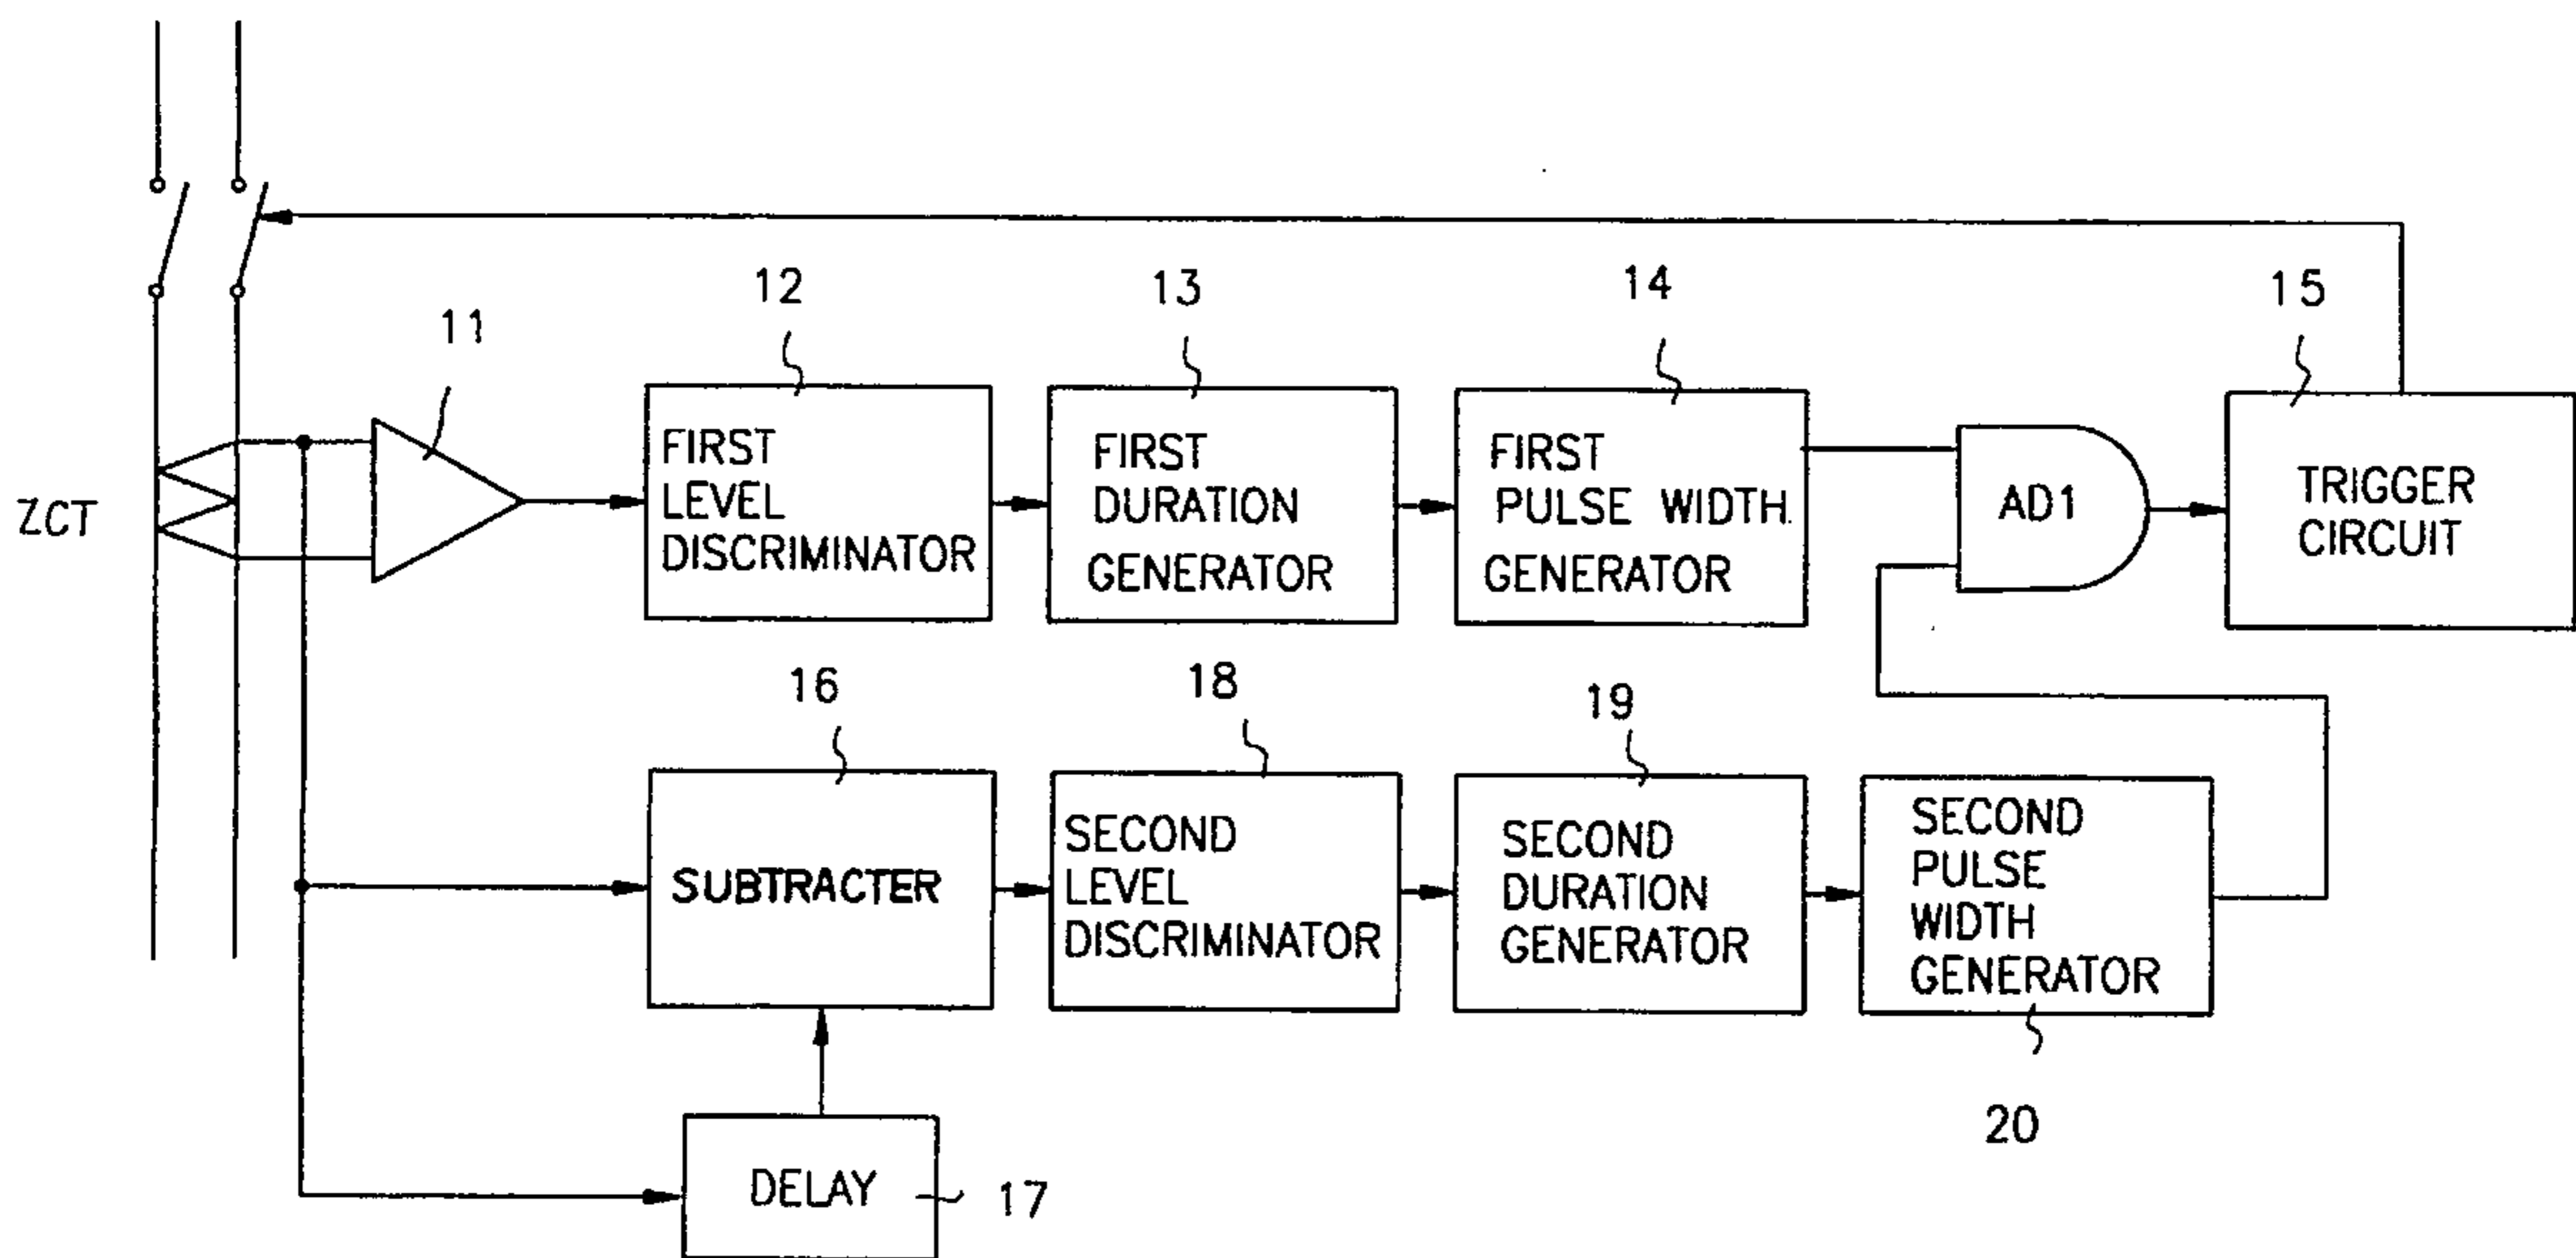 12
13
14
15
11
FIRST
LEVEL
DISCRIMINATOR
FIRST
DURATION
GENERATOR
FIRST
PULSE WIDTH
GENERATOR
AD1
TRIGGER
CIRCUIT
ZCT
16
18
19
SUBTRACTER
SECOND
LEVEL
DISCRIMINATOR
SECOND
DURATION
GENERATOR
SECOND
PULSE
WIDTH
GENERATOR
20
DELAY
17